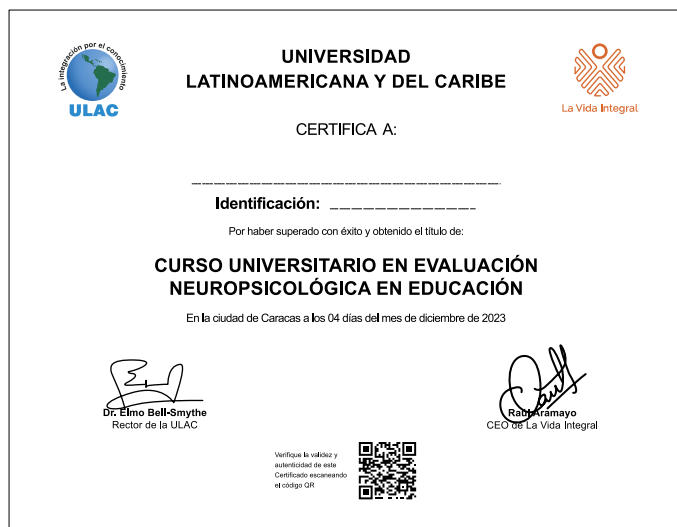 La integración por el conocimiento
ULAC
UNIVERSIDAD
LATINOAMERICANA Y DEL CARIBE
La Vida Integral
CERTIFICA A:
Identificación:
Por haber superado con éxito y obtenido el título de:
CURSO UNIVERSITARIO EN EVALUACIÓN
NEUROPSICOLÓGICA EN EDUCACIÓN
En la ciudad de Caracas a los 04 días del mes de diciembre de 2023
Dr. Elmo Bell-Smythe
Rector de la ULAC
Raúl Aramayo
CEO de La Vida Integral
Verifique la validez y
autenticidad de este
Certificado escaneando
el código QR